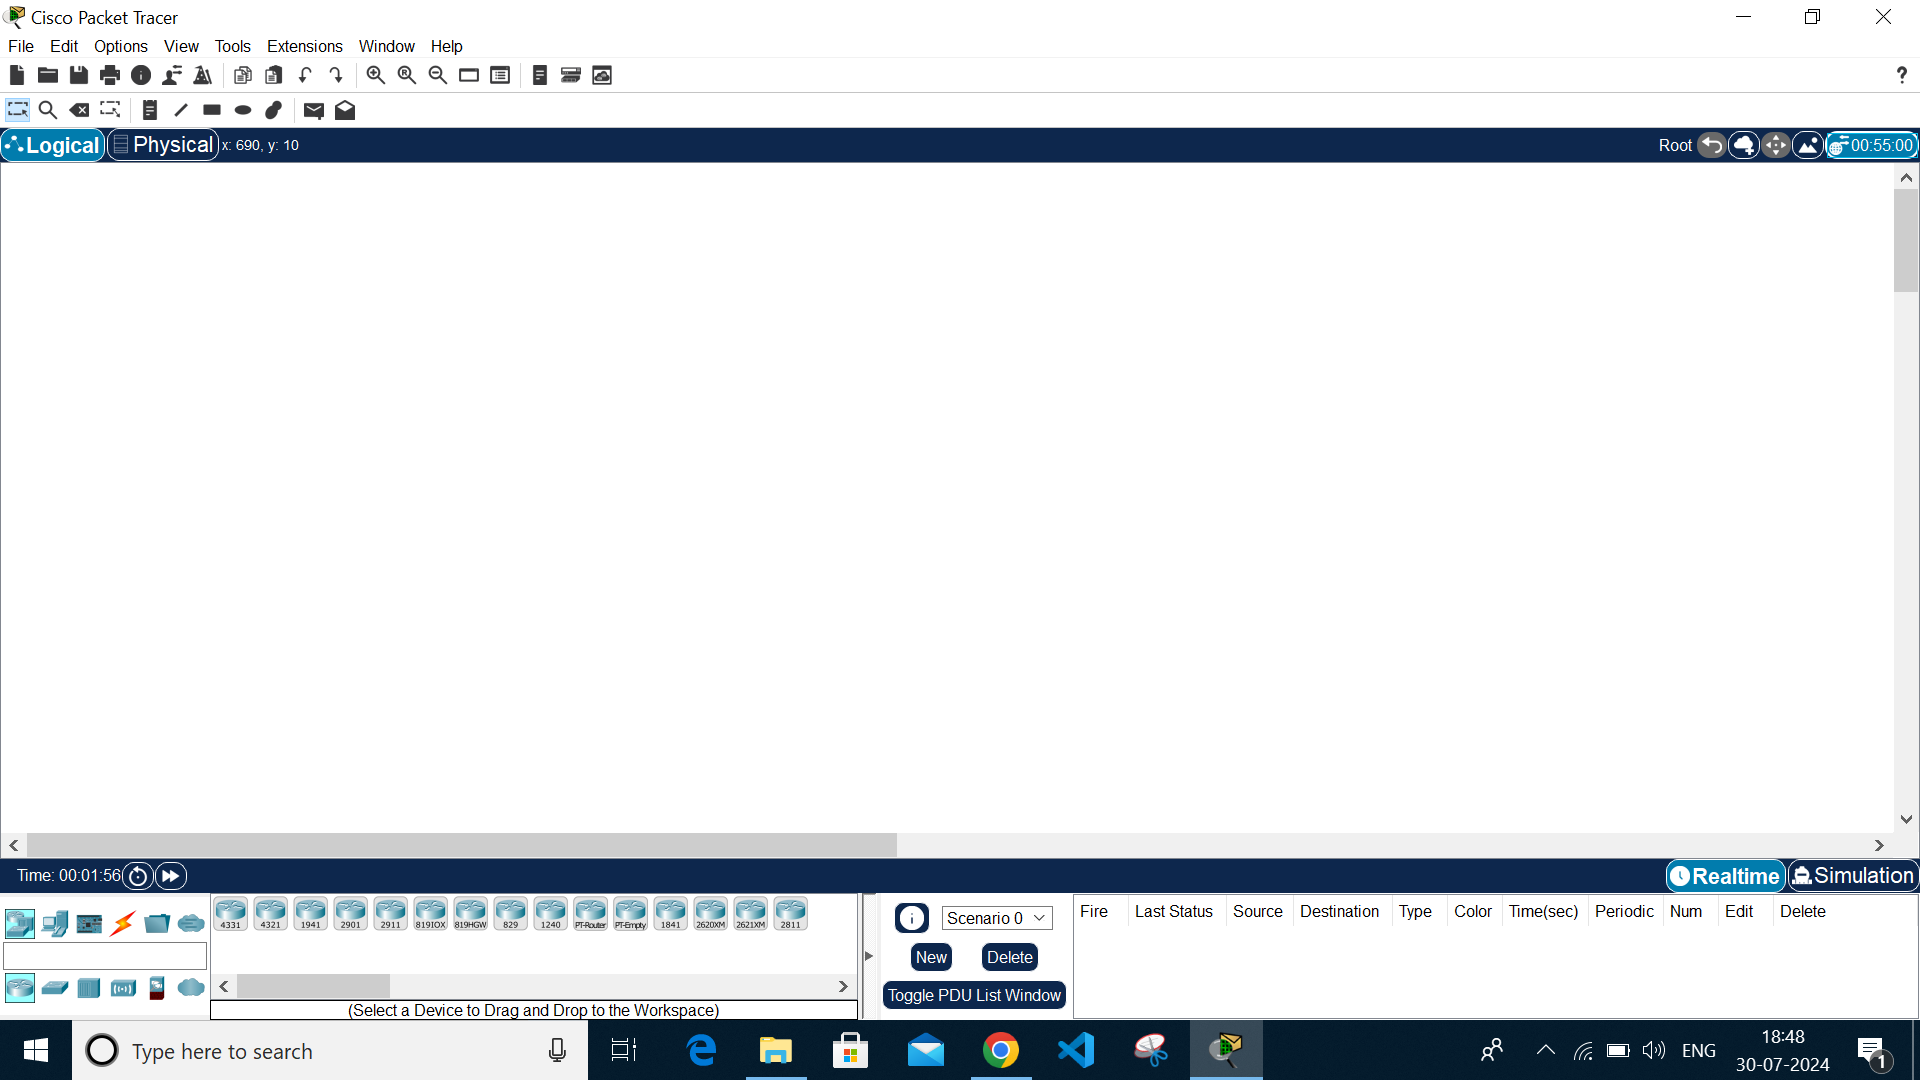 Cisco Packet Tracer
File Edit Options View Tools Extensions Window Help
?
Logical Physical x: 690, y: 10 Root 00:55:00
Time: 00:01:56 Realtime Simulation
4331 4321 1941 2901 2911 819IOX 819HGW 829 1240 PT-Router PT-Empty 1841 2620XM 2621XM 2811
Scenario 0
Fire Last Status Source Destination Type Color Time(sec) Periodic Num Edit Delete
New Delete
Toggle PDU List Window
(Select a Device to Drag and Drop to the Workspace)
Type here to search
ENG
18:48
30-07-2024
1